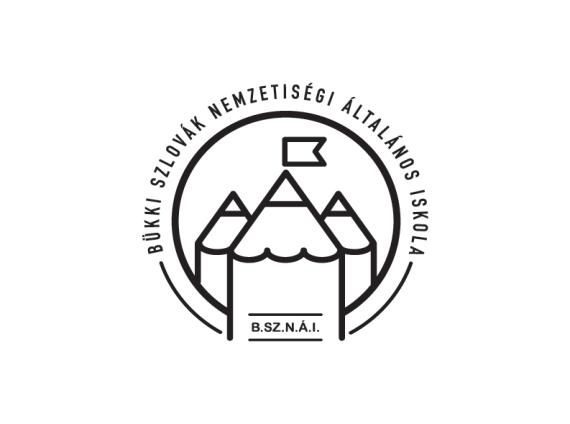 BÜKKI SZLOVÁK NEMZETISÉGI ÁLTALÁNOS ISKOLA
B.SZ.N.Á.I.